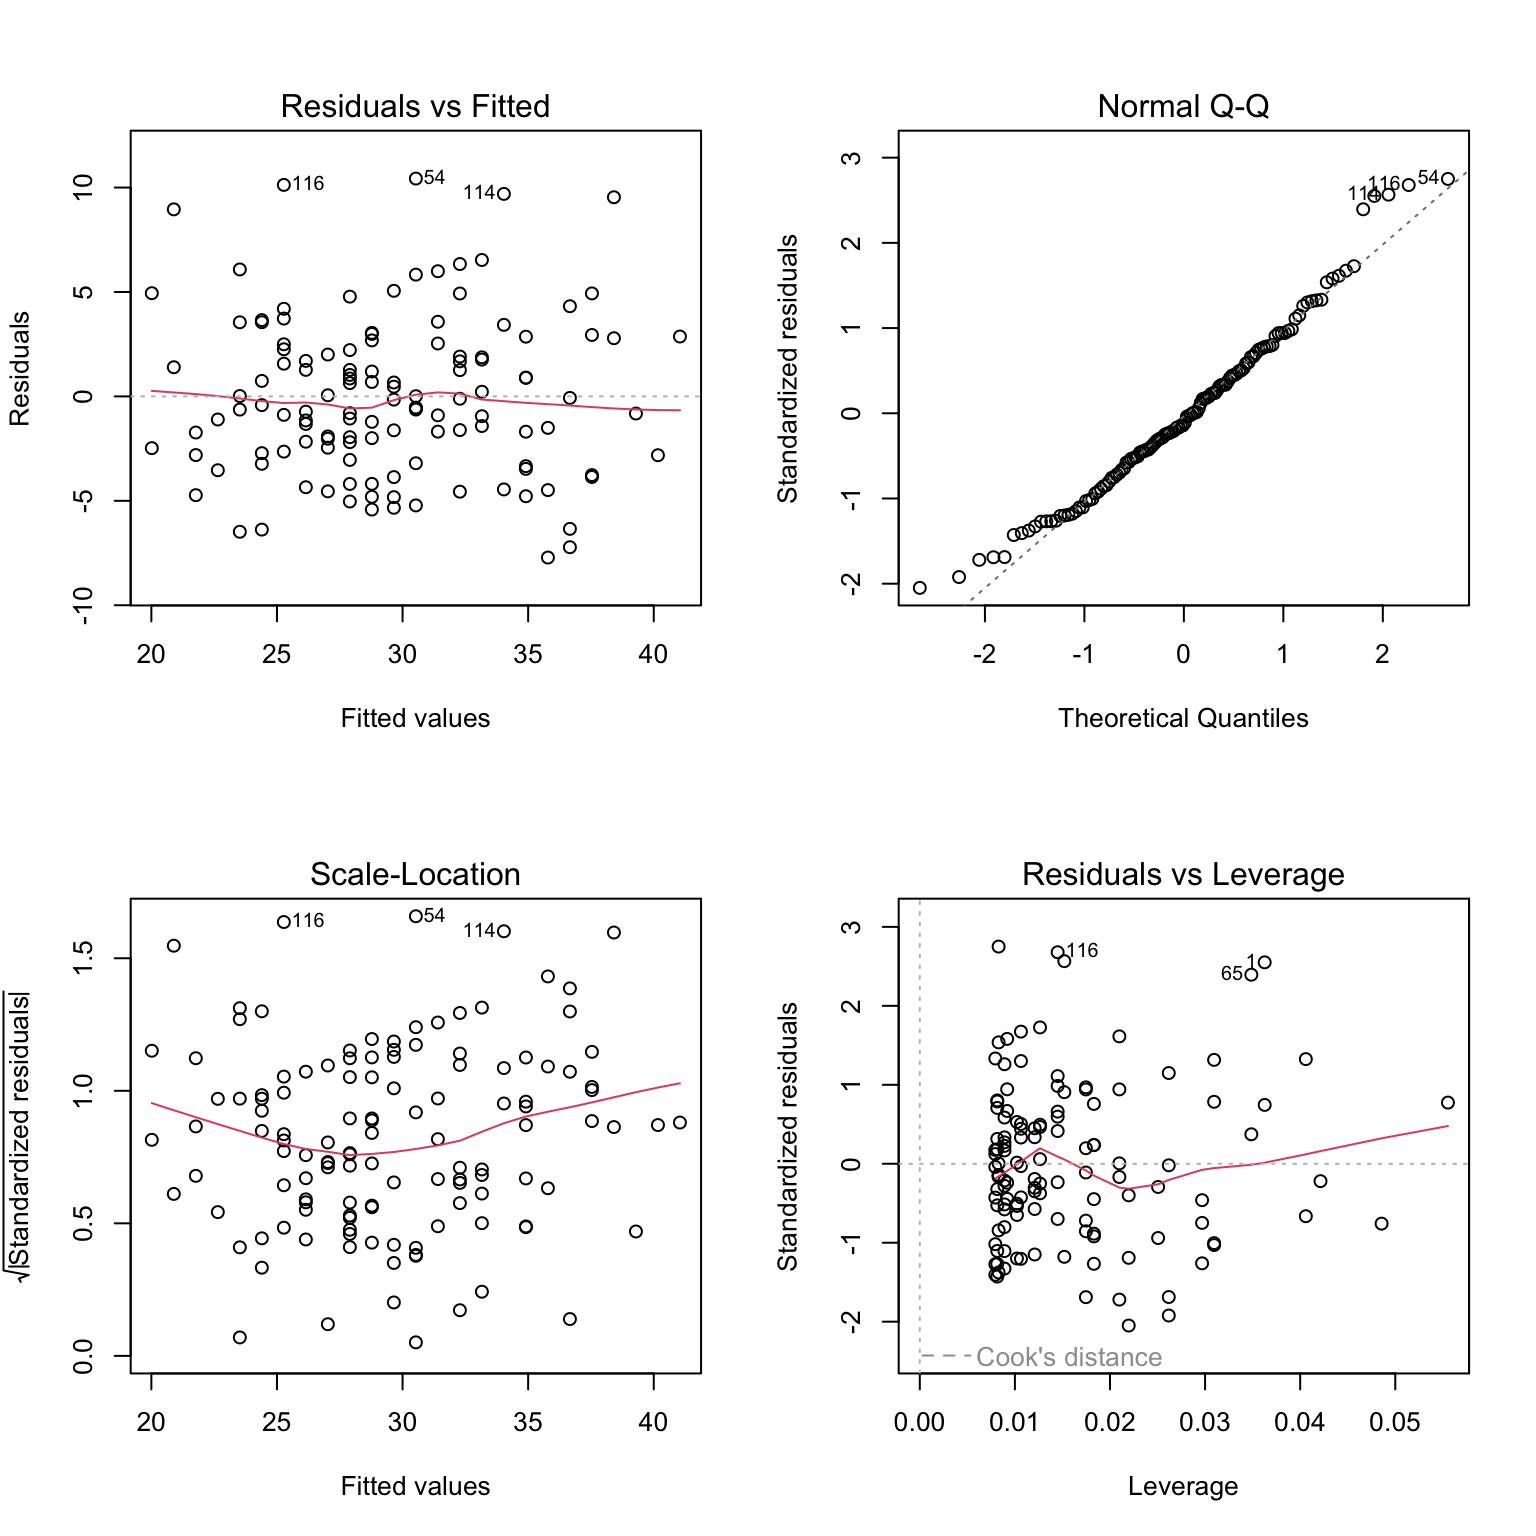 Residuals vs Fitted
Residuals
10
5
0
-5
-10
116
54
114
20 25 30 35 40
Fitted values
Normal Q-Q
Standardized residuals
3
2
1
0
-1
-2
114
116
54
-2 -1 0 1 2
Theoretical Quantiles
Scale-Location
√|Standardized residuals|
1.5
1.0
0.5
0.0
116
54
114
20 25 30 35 40
Fitted values
Residuals vs Leverage
Standardized residuals
3
2
1
0
-1
-2
116
1
65
Cook's distance
0.00 0.01 0.02 0.03 0.04 0.05
Leverage